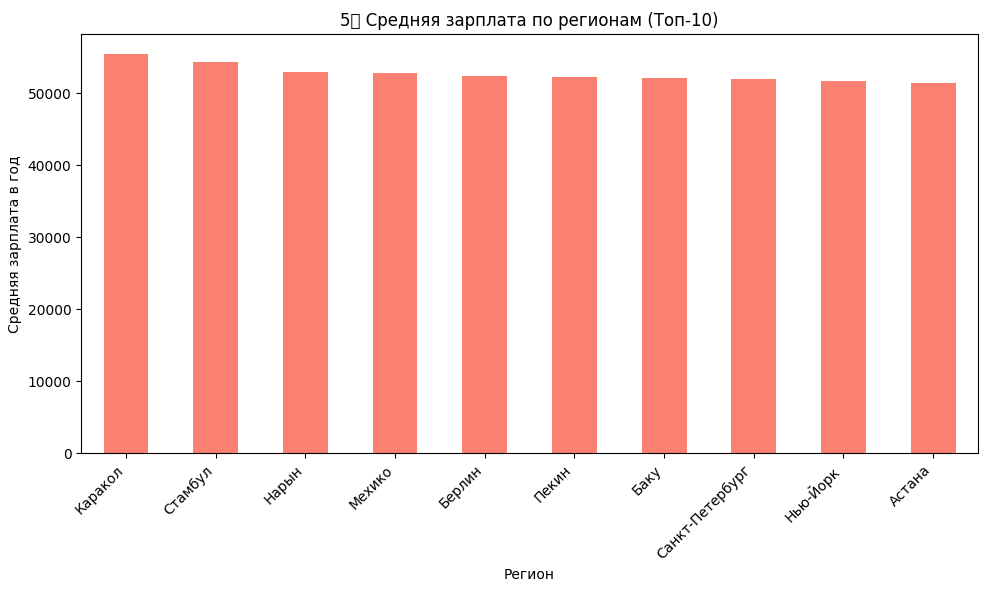 5 Средняя зарплата по регионам (Топ-10)
Средняя зарплата в год
50000
40000
30000
20000
10000
0
Каракол
Стамбул
Нарын
Мехико
Берлин
Пекин
Баку
Санкт-Петербург
Нью-Йорк
Астана
Регион